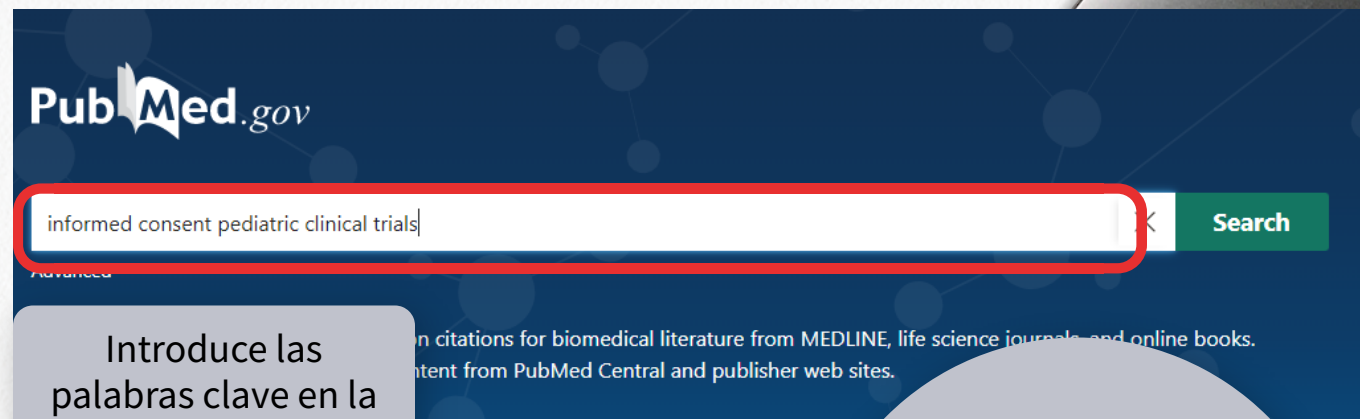 PubMed.gov
informed consent pediatric clinical trials
Search
Advanced
n citations for biomedical literature from MEDLINE, life science journals, and online books.
tent from PubMed Central and publisher web sites.
Introduce las
palabras clave en la